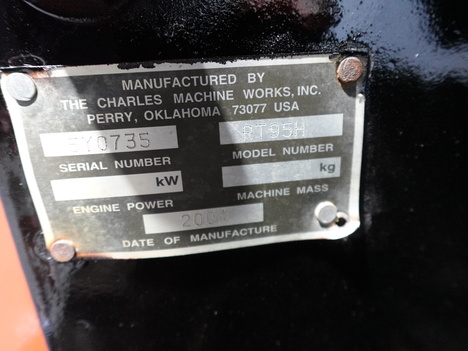 MANUFACTURED BY
THE CHARLES MACHINE WORKS, INC.
PERRY, OKLAHOMA 73077 USA
RT95H
SERIAL NUMBER
MODEL NUMBER
kW
kg
ENGINE POWER
MACHINE MASS
DATE OF MANUFACTURE